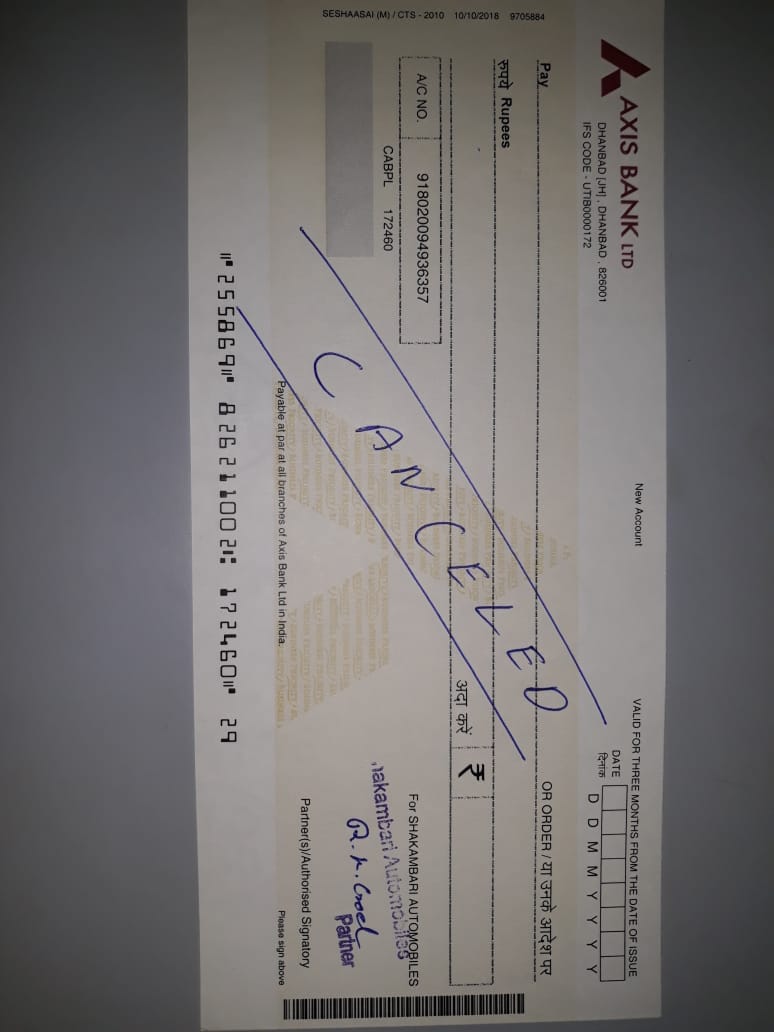 SESHAASAI (M) / CTS - 2010 10/10/2018 9705884
AXIS BANK LTD
DHANBAD [JH], DHANBAD, 826001
IFS CODE - UTIB0000172
New Account
VALID FOR THREE MONTHS FROM THE DATE OF ISSUE
DATE
दिनांक
D D M M Y Y Y Y
Pay
OR ORDER / या उनके आदेश पर
रुपये Rupees
अदा करें ₹
A/C NO. 918020094936357
CABPL 172460
CANCELED
For SHAKAMBARI AUTOMOBILES
hakambari Automobiles
R.K. Goel
Partner
Partner(s)/Authorised Signatory
Please sign above
Payable at par at all branches of Axis Bank Ltd in India.
⑈255869⑈ 826211002⑆ 172460⑈ 29